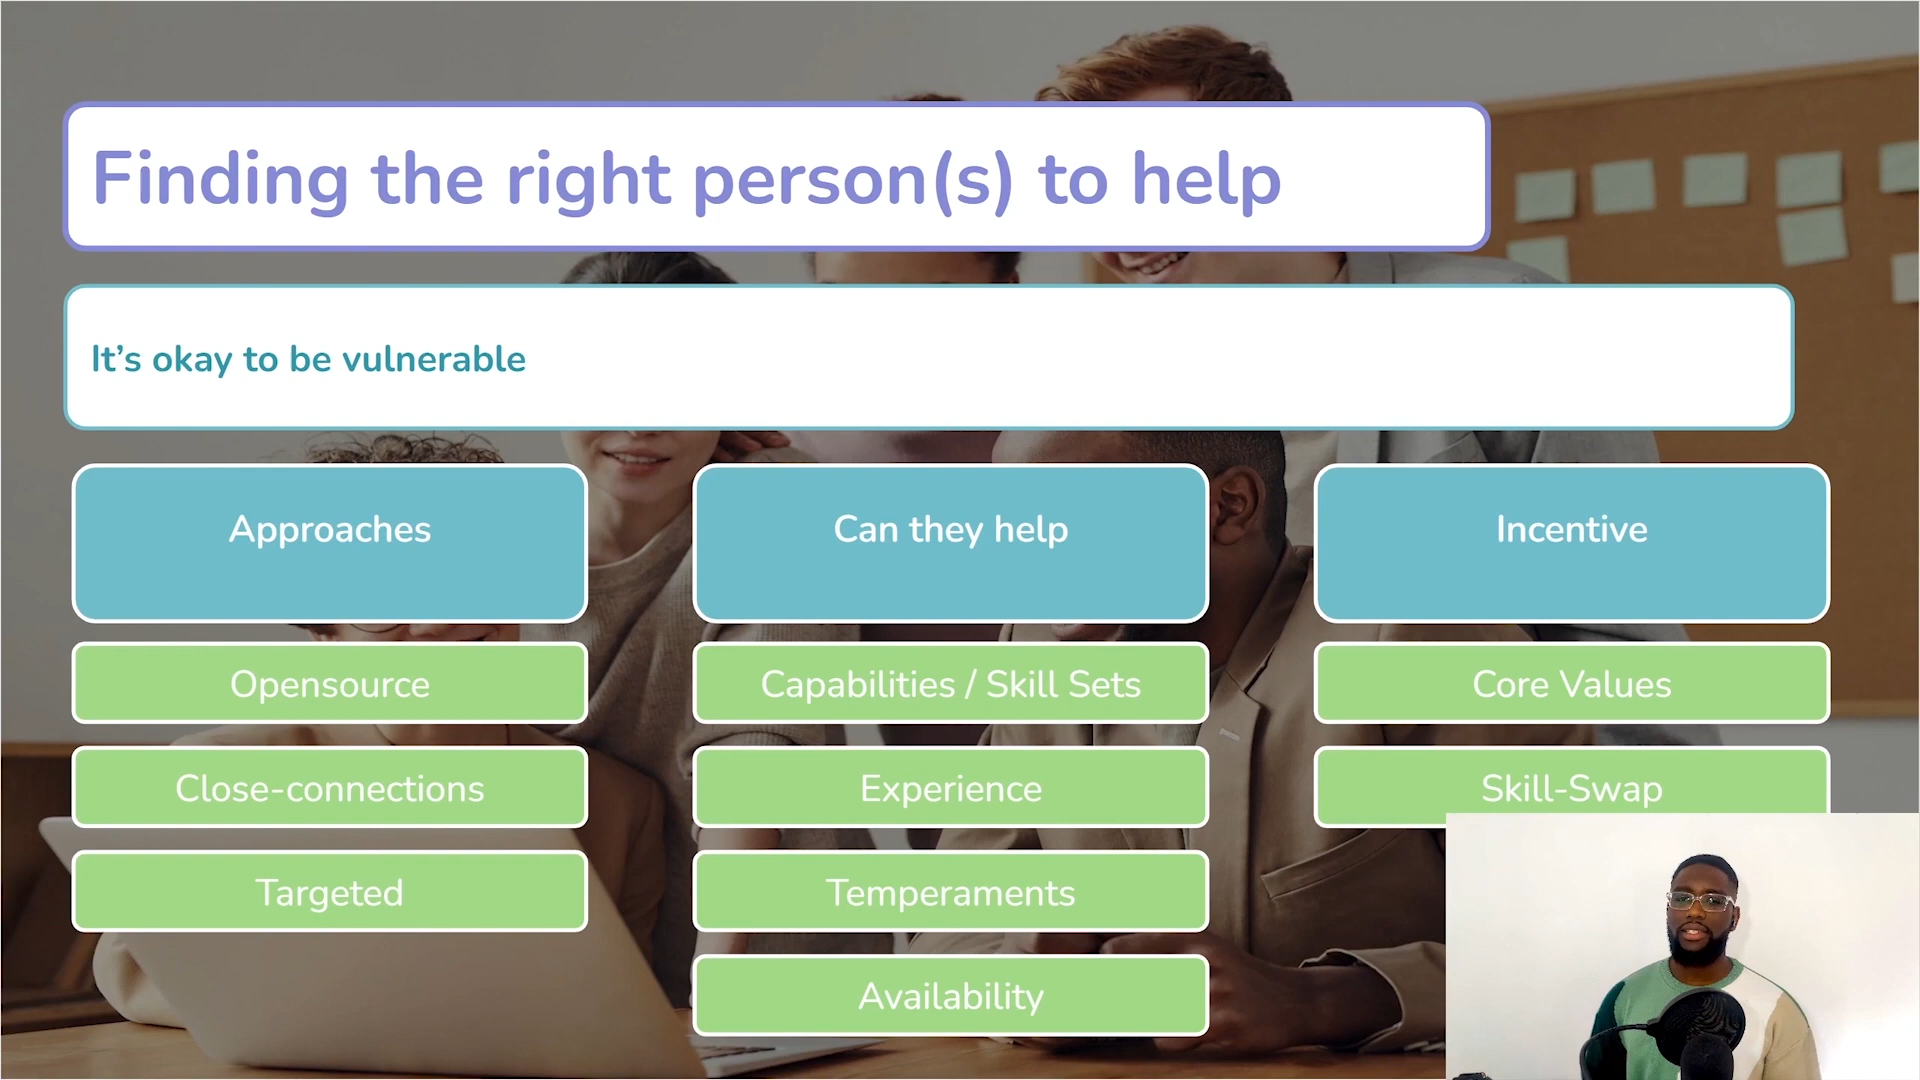 Finding the right person(s) to help
It’s okay to be vulnerable
Approaches
Opensource
Close-connections
Targeted
Can they help
Capabilities / Skill Sets
Experience
Temperaments
Availability
Incentive
Core Values
Skill-Swap